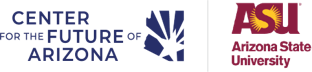 CENTER
FOR THE FUTURE OF
ARIZONA
ASU
Arizona State
University